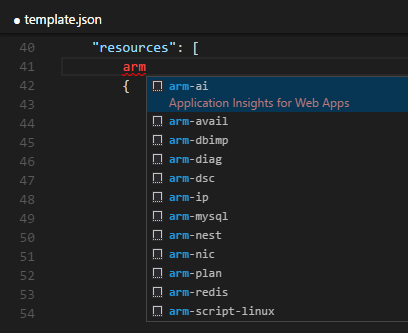 ● template.json
40 "resources": [
41 arm
42 {
43 arm-ai
Application Insights for Web Apps
44 arm-avail
45 arm-dbimp
46 arm-diag
47 arm-dsc
48 arm-ip
49 arm-mysql
50 arm-nest
51 arm-nic
52 arm-plan
53 arm-redis
54 arm-script-linux